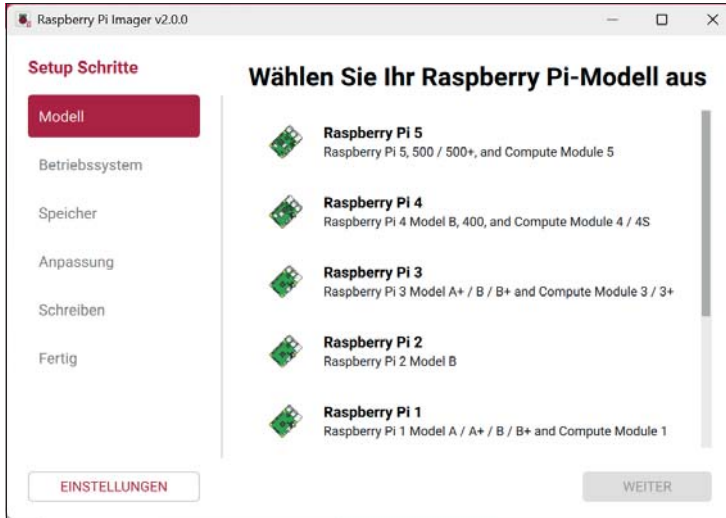 Raspberry Pi Imager v2.0.0
Setup Schritte
Modell
Betriebssystem
Speicher
Anpassung
Schreiben
Fertig
EINSTELLUNGEN
Wählen Sie Ihr Raspberry Pi-Modell aus
Raspberry Pi 5
Raspberry Pi 5, 500 / 500+, and Compute Module 5
Raspberry Pi 4
Raspberry Pi 4 Model B, 400, and Compute Module 4 / 4S
Raspberry Pi 3
Raspberry Pi 3 Model A+ / B / B+ and Compute Module 3 / 3+
Raspberry Pi 2
Raspberry Pi 2 Model B
Raspberry Pi 1
Raspberry Pi 1 Model A / A+ / B / B+ and Compute Module 1
WEITER